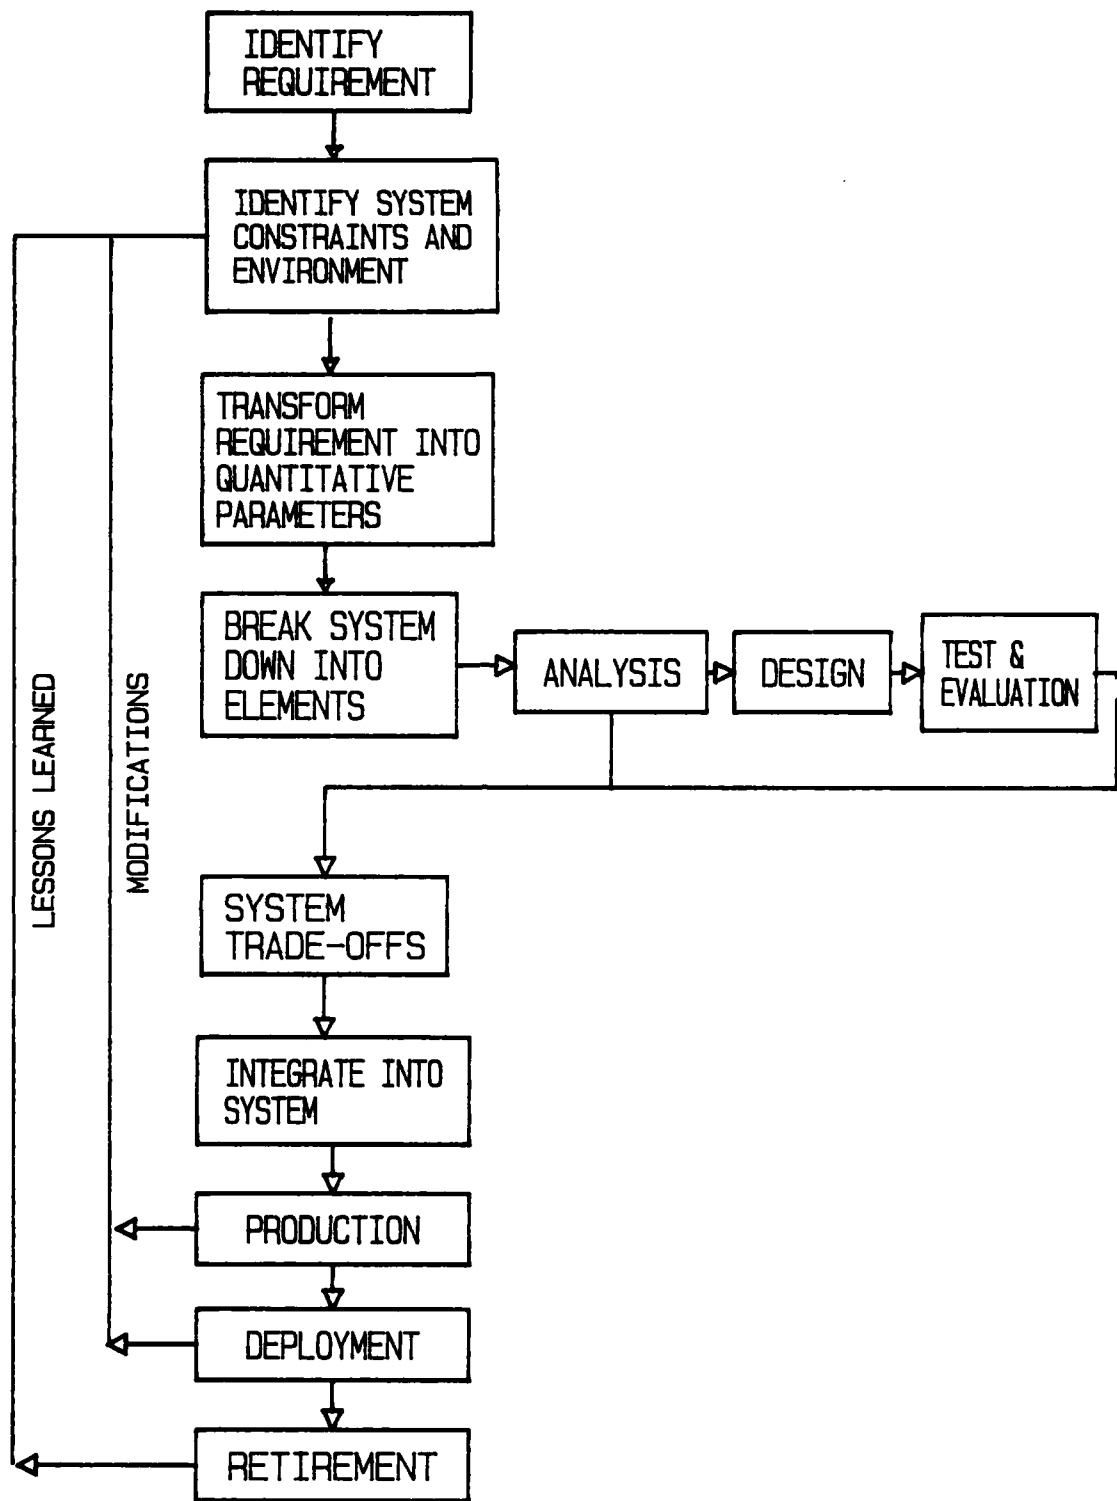 IDENTIFY
REQUIREMENT
IDENTIFY SYSTEM
CONSTRAINTS AND
ENVIRONMENT
TRANSFORM
REQUIREMENT INTO
QUANTITATIVE
PARAMETERS
BREAK SYSTEM
DOWN INTO
ELEMENTS
ANALYSIS
DESIGN
TEST &
EVALUATION
LESSONS LEARNED
MODIFICATIONS
SYSTEM
TRADE-OFFS
INTEGRATE INTO
SYSTEM
PRODUCTION
DEPLOYMENT
RETIREMENT